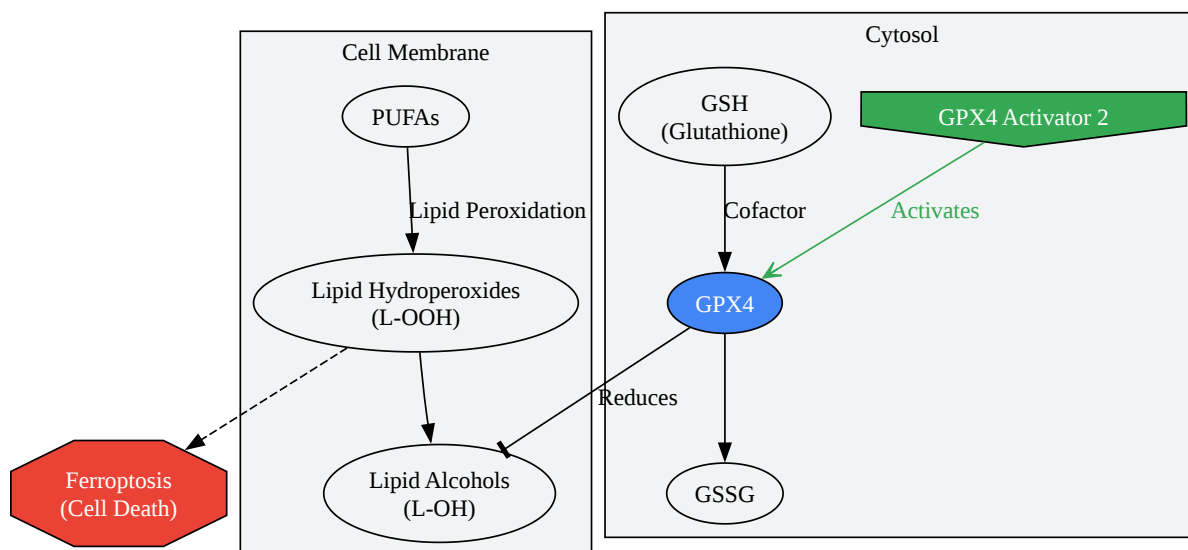 Cell Membrane
Cytosol
PUFAs
GSH
(Glutathione)
GPX4 Activator 2
Lipid Peroxidation
Cofactor
Activates
Lipid Hydroperoxides
(L-OOH)
GPX4
Reduces
Ferroptosis
(Cell Death)
Lipid Alcohols
(L-OH)
GSSG